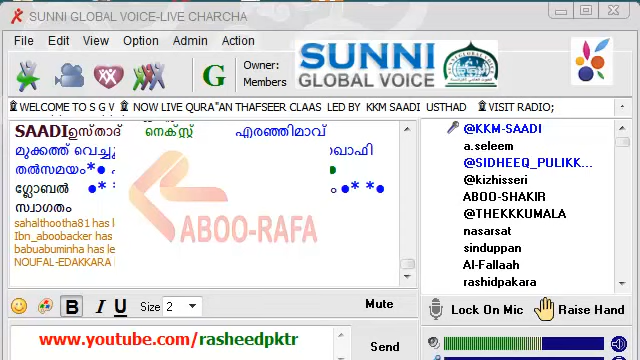 SUNNI GLOBAL VOICE-LIVE CHARCHA
File Edit View Option Admin Action
G
Owner:
Members
SUNNI
GLOBAL VOICE
WELCOME TO S G V NOW LIVE QURA"AN THAFSEER CLAAS LED BY KKM SAADI USTHAD VISIT RADIO;
SAADI ഉസ്താദ് നെക്സ്റ്റ് എരഞ്ഞിമാവ്
മുക്കത്ത്
തൽസമയം*●
ഗ്ലോബൽ ●* ●* ●* *●
സ്വാഗതം
sahalthootha81 has l
Ibn_aboobacker has
babuabuminha has le
NOUFAL-EDAKKARA
ABOO-RAFA
@KKM-SAADI
a.seleem
@SIDHEEQ_PULIKK...
@kizhisseri
ABOO-SHAKIR
@THEKKKUMALA
nasarsat
sinduppan
Al-Fallaah
rashidpakara
B I U Size 2 Mute
Lock On Mic Raise Hand
www.youtube.com/rasheedpktr
Send